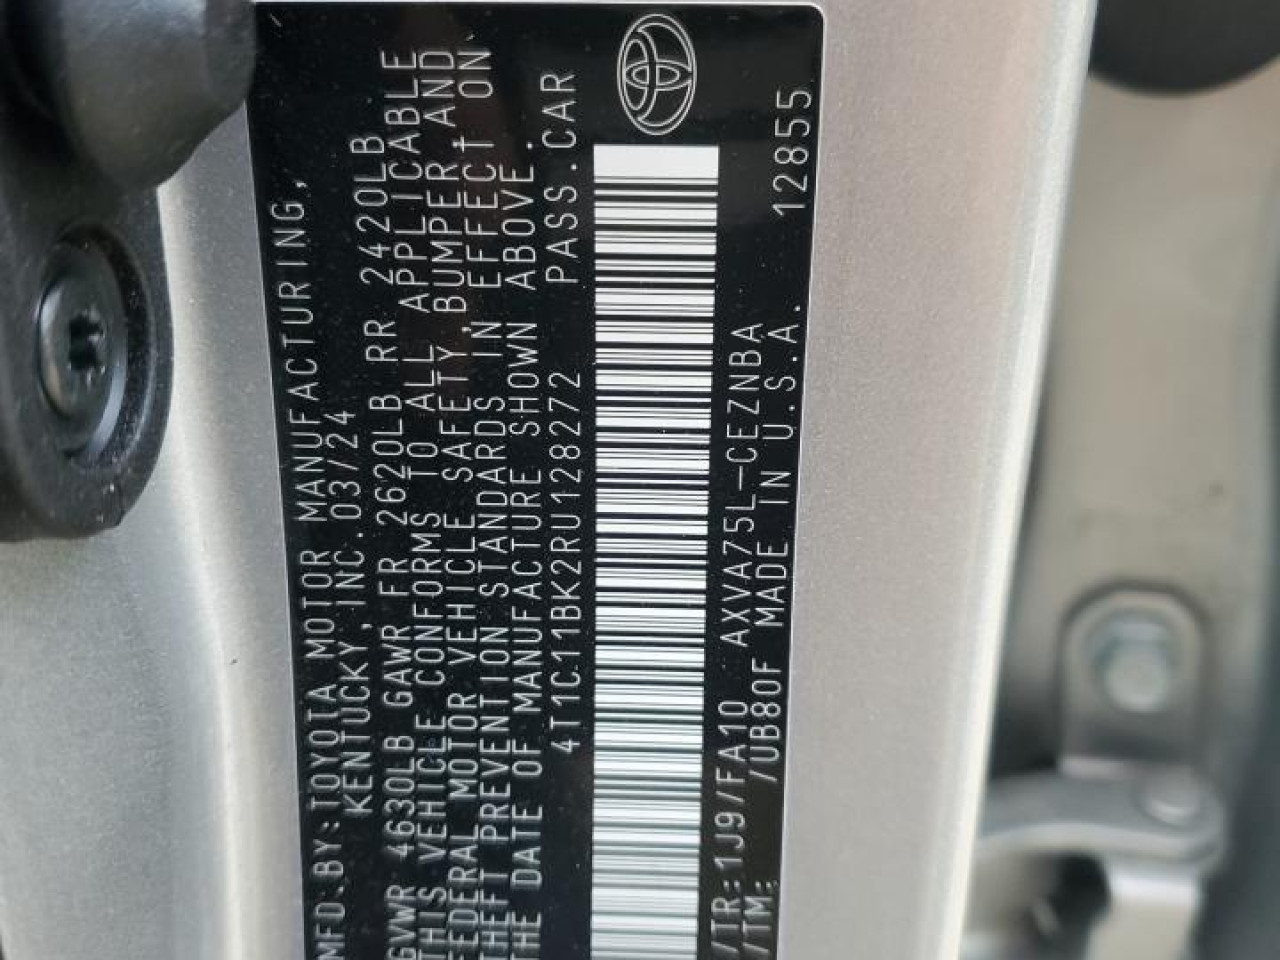 MFD.BY:TOYOTA MOTOR MANUFACTURING,
KENTUCKY,INC.03/24
GVWR 4630LB GAWR FR 2620LB RR 2420LB
THIS VEHICLE CONFORMS TO ALL APPLICABLE
FEDERAL MOTOR VEHICLE SAFETY,BUMPER,AND
THEFT PREVENTION STANDARDS IN EFFECT ON
THE DATE OF MANUFACTURE SHOWN ABOVE.
4T1C11BK2RU128272 PASS.CAR
/TR:1J9/FA10 AXVA75L-CEZNBA
/TM: /UB80F MADE IN U.S.A. 12855